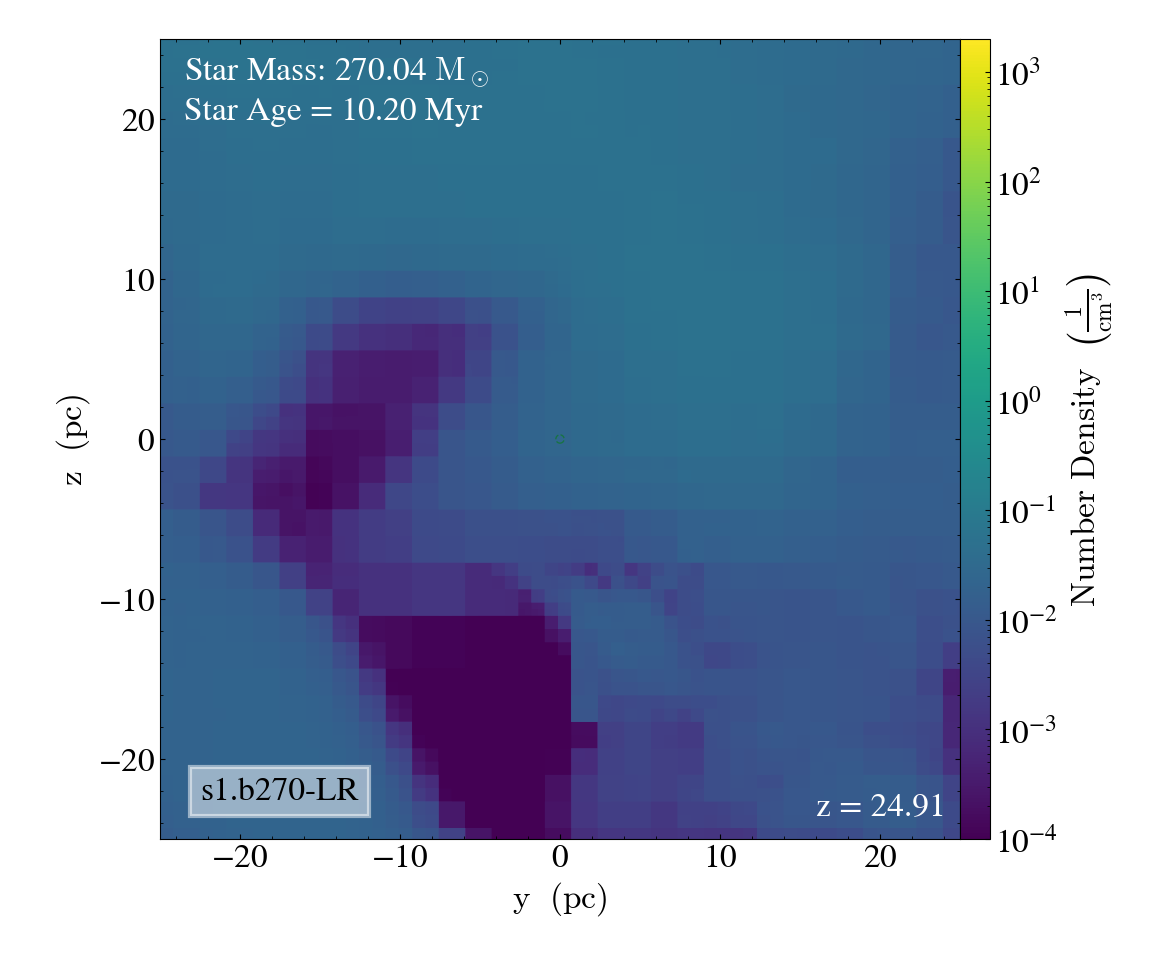 Star Mass: 270.04 M⊙
Star Age = 10.20 Myr
20
10
0
−10
−20
z (pc)
s1.b270-LR
z = 24.91
−20 −10 0 10 20
y (pc)
10³
10²
10¹
10⁰
10⁻¹
10⁻²
10⁻³
10⁻⁴
Number Density (1/cm³)